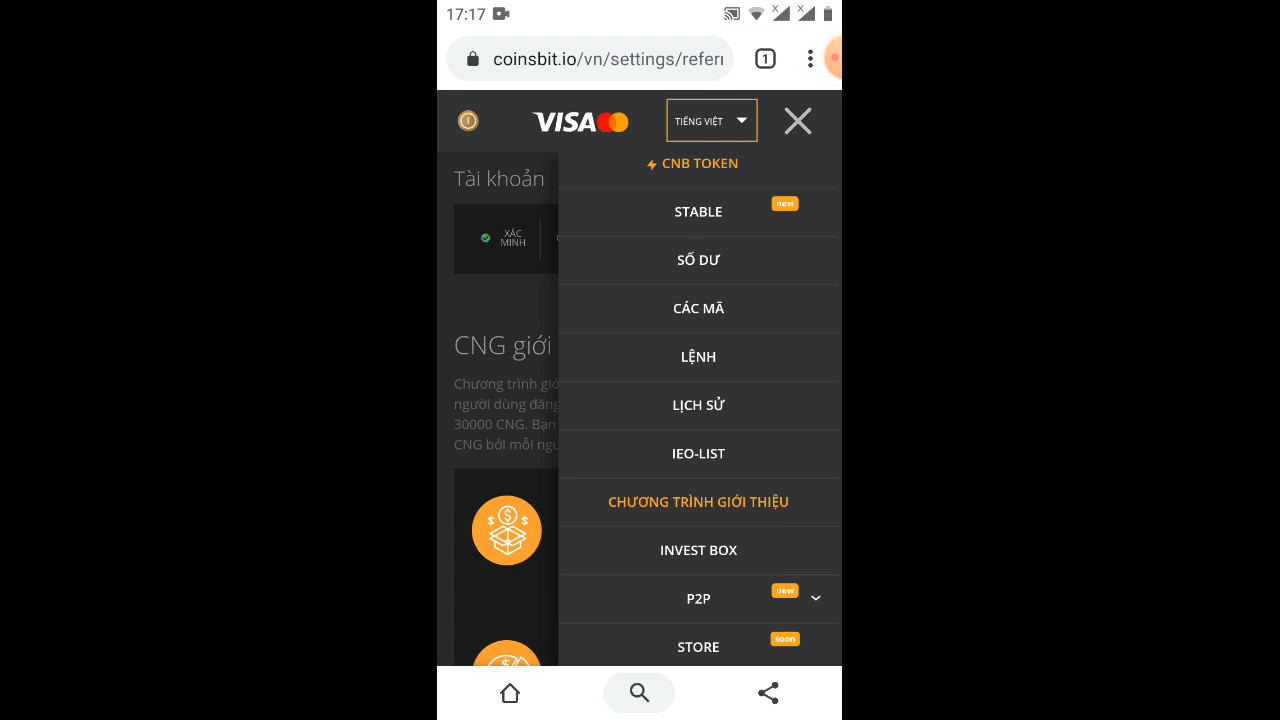 17:17
coinsbit.io/vn/settings/referr
1
VISA
TIẾNG VIỆT
CNB TOKEN
Tài khoản
STABLE
new
XÁC
MINH
SỐ DƯ
CÁC MÃ
CNG giới
LỆNH
Chương trình giớ
người dùng đăng
LỊCH SỬ
30000 CNG. Bạn
CNG bởi mỗi ngư
IEO-LIST
CHƯƠNG TRÌNH GIỚI THIỆU
INVEST BOX
P2P
new
STORE
soon